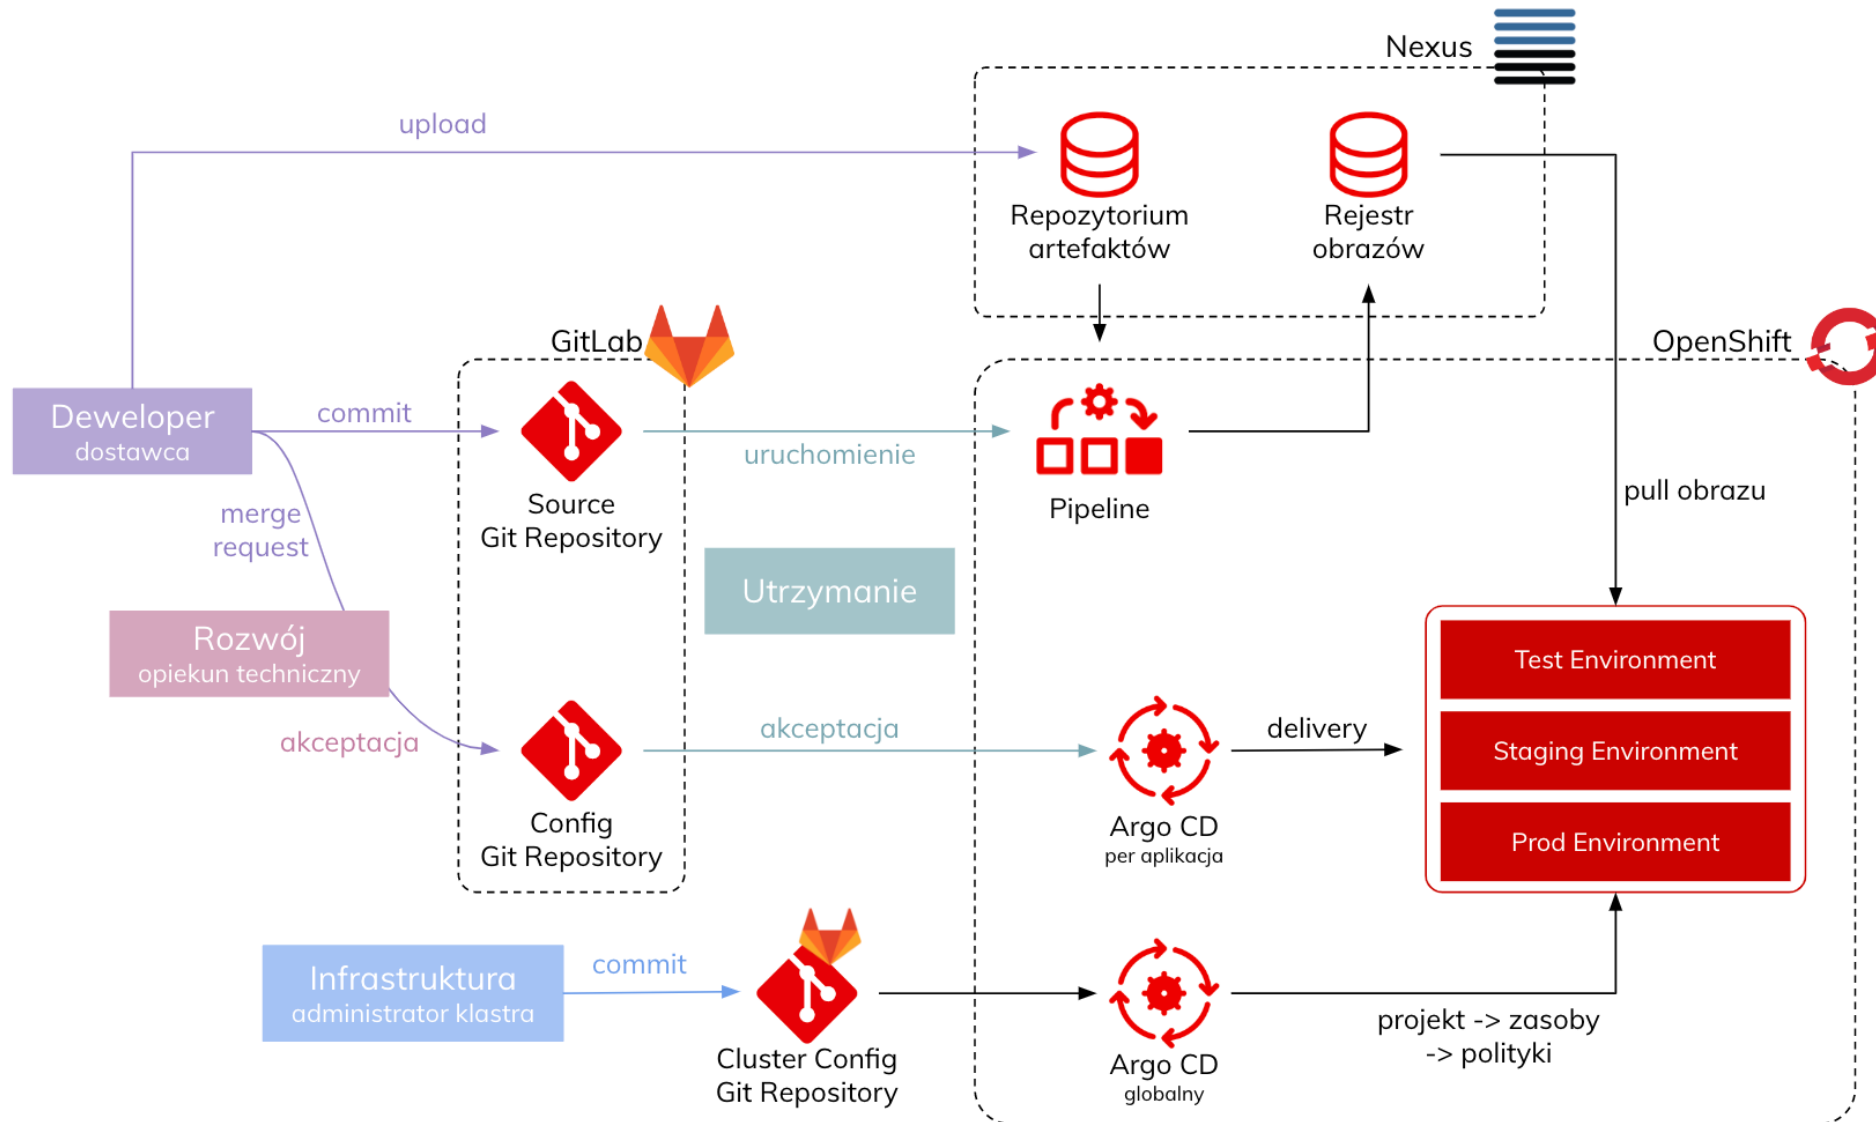 Nexus
upload
Repozytorium
artefaktów
Rejestr
obrazów
GitLab
OpenShift
Deweloper
dostawca
commit
uruchomienie
Source
Git Repository
Pipeline
pull obrazu
merge
request
Utrzymanie
Rozwój
opiekun techniczny
akceptacja
akceptacja
Config
Git Repository
Argo CD
per aplikacja
delivery
Test Environment
Staging Environment
Prod Environment
Infrastruktura
administrator klastra
commit
Cluster Config
Git Repository
Argo CD
globalny
projekt -> zasoby
-> polityki